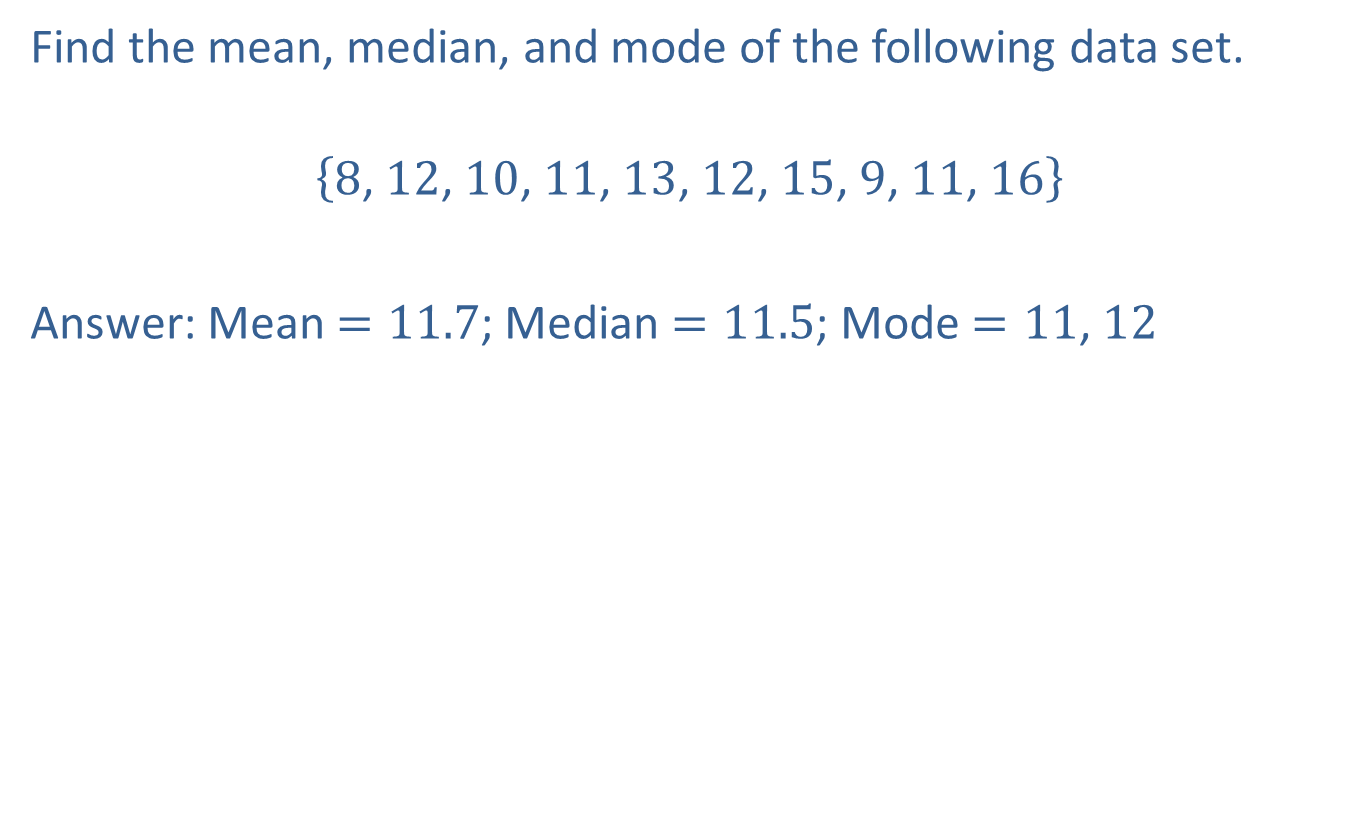 Find the mean, median, and mode of the following data set.
{8, 12, 10, 11, 13, 12, 15, 9, 11, 16}
Answer: Mean = 11.7; Median = 11.5; Mode = 11, 12